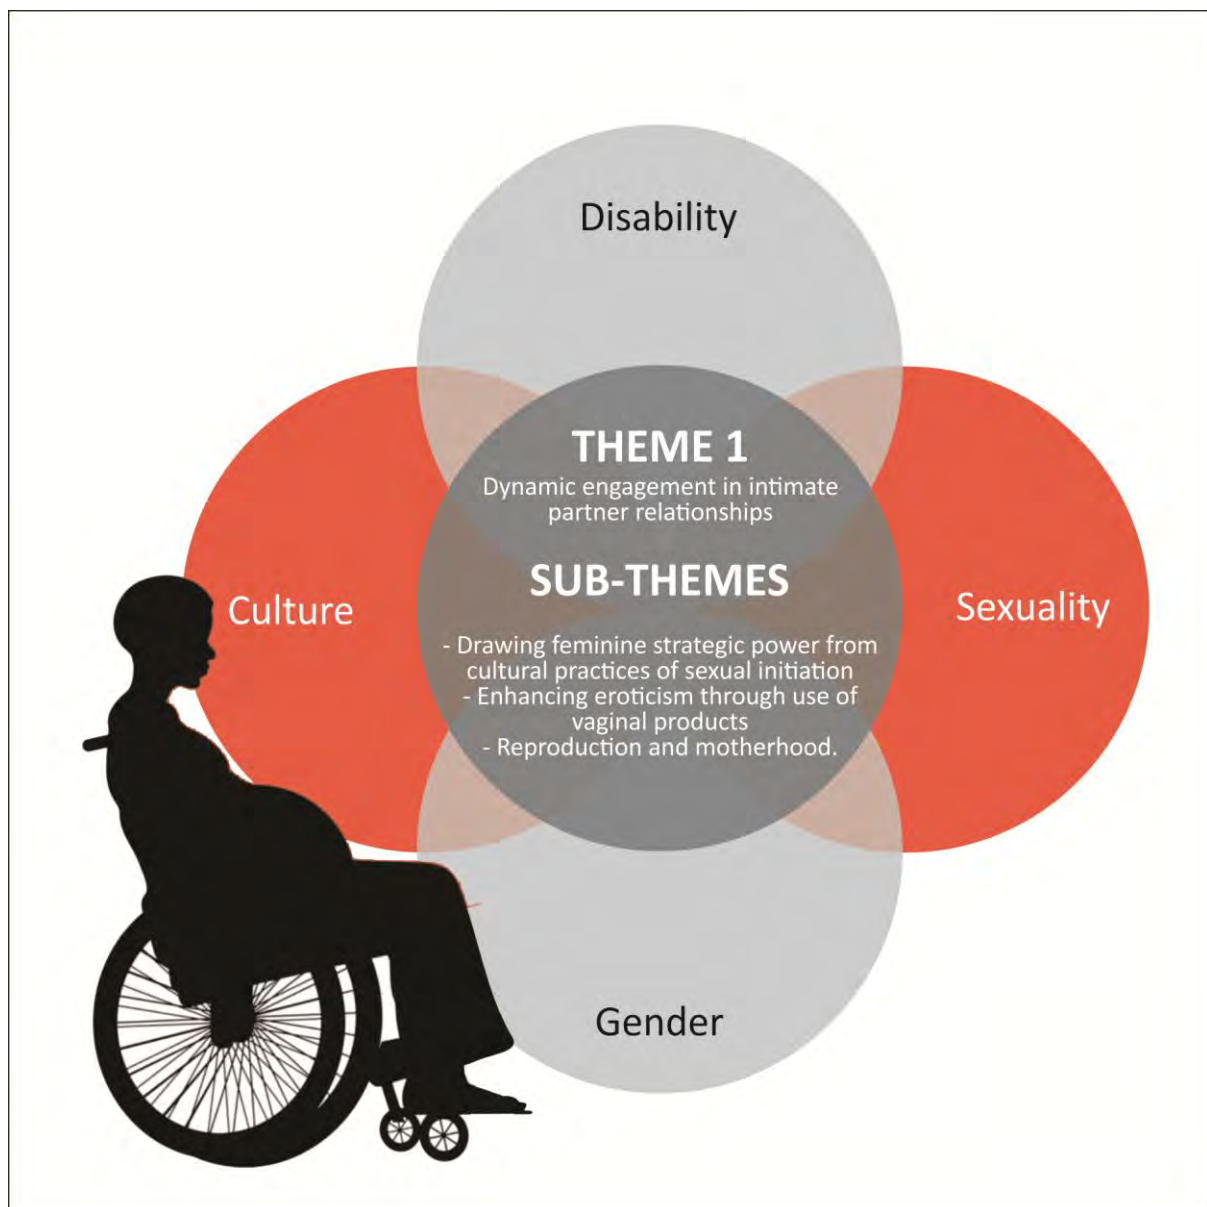 Disability
THEME 1
Dynamic engagement in intimate
partner relationships
SUB-THEMES
Culture
Sexuality
- Drawing feminine strategic power from
cultural practices of sexual initiation
- Enhancing eroticism through use of
vaginal products
- Reproduction and motherhood.
Gender